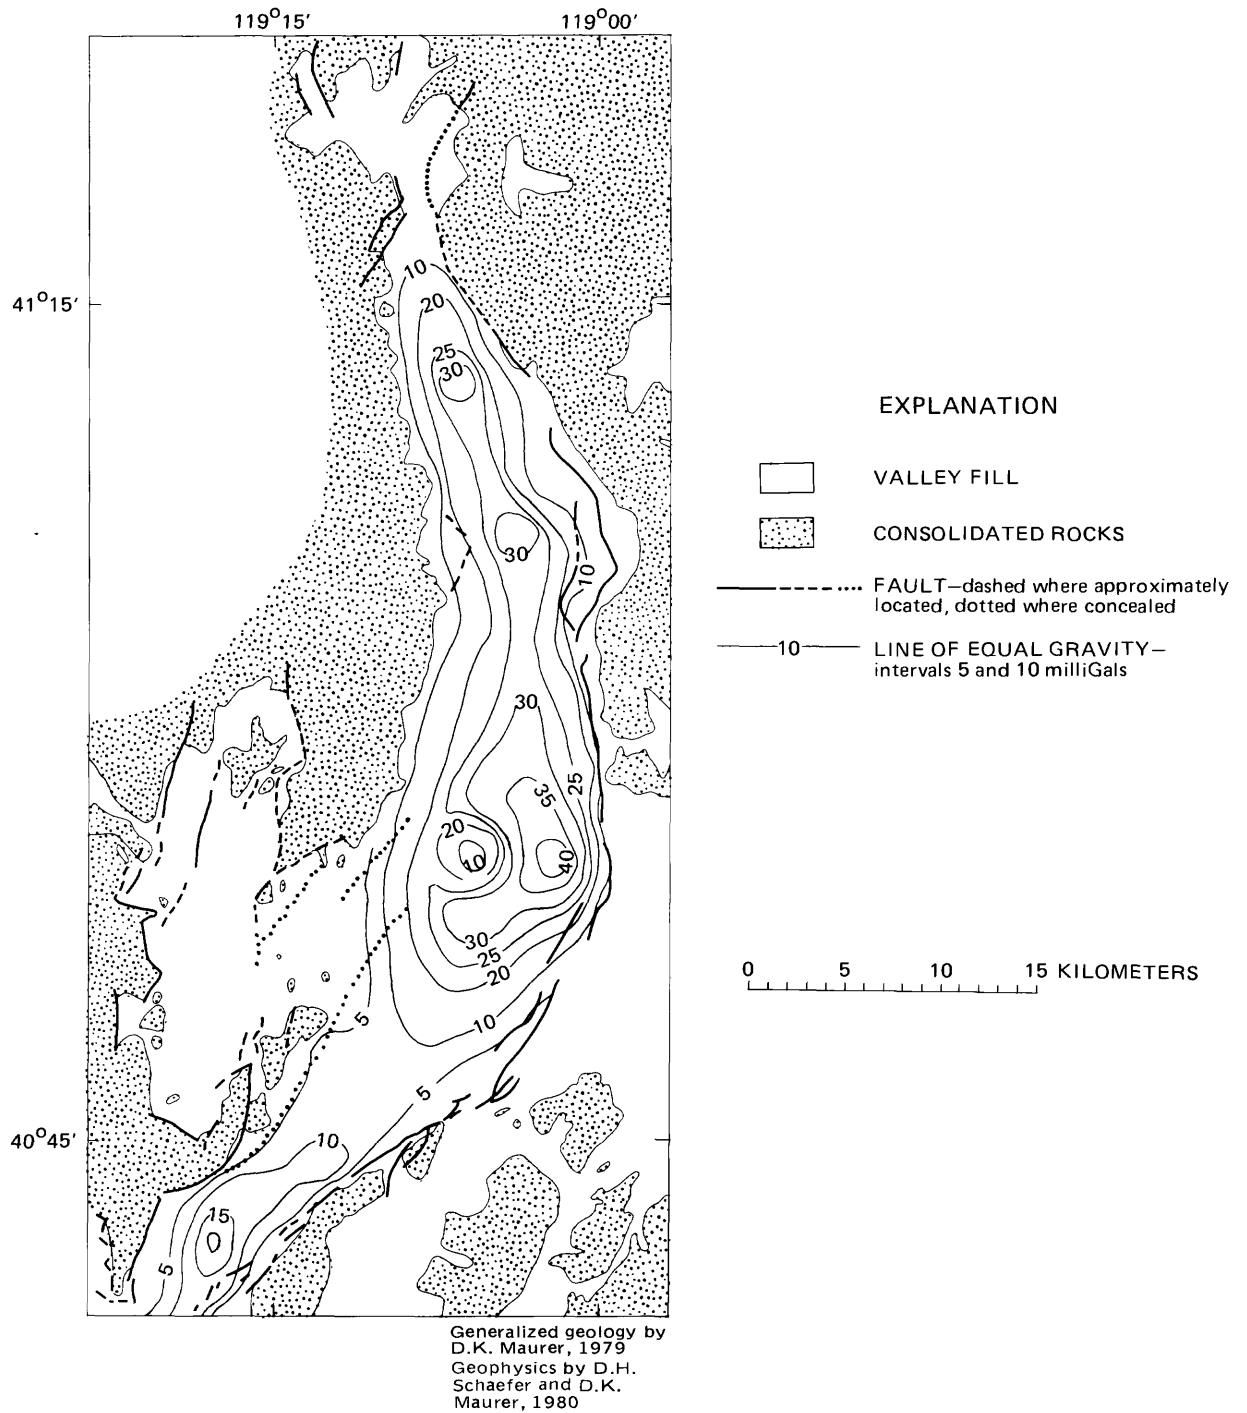 119°15′
119°00′
41°15′
40°45′
10
20
25
30
30
10
30
25
35
20
10
40
30
25
20
10
5
5
10
15
5
EXPLANATION
VALLEY FILL
CONSOLIDATED ROCKS
FAULT—dashed where approximately
located, dotted where concealed
10
LINE OF EQUAL GRAVITY—
intervals 5 and 10 milliGals
0 5 10 15 KILOMETERS
Generalized geology by
D.K. Maurer, 1979
Geophysics by D.H.
Schaefer and D.K.
Maurer, 1980